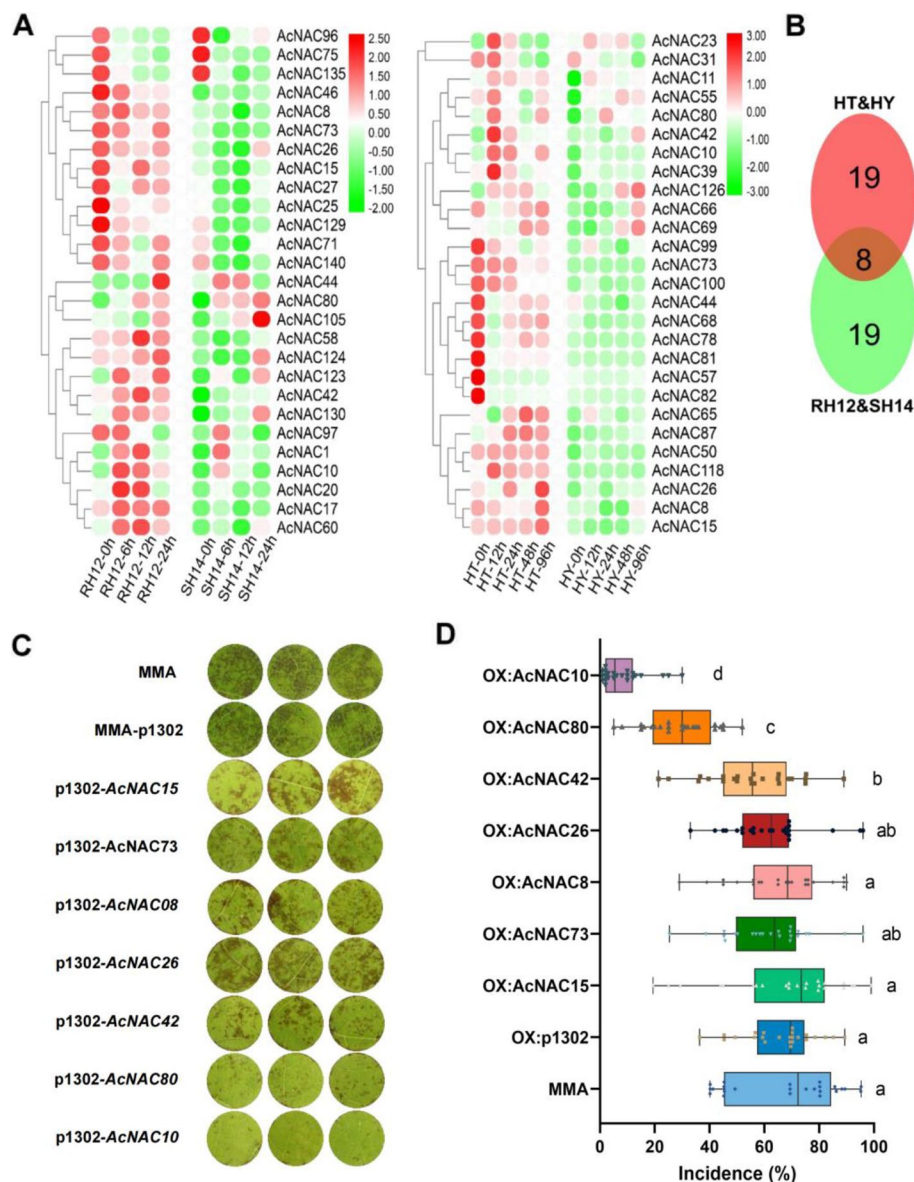 A
AcNAC96
AcNAC75
AcNAC135
AcNAC46
AcNAC8
AcNAC73
AcNAC26
AcNAC15
AcNAC27
AcNAC25
AcNAC129
AcNAC71
AcNAC140
AcNAC44
AcNAC80
AcNAC105
AcNAC58
AcNAC124
AcNAC123
AcNAC42
AcNAC130
AcNAC97
AcNAC1
AcNAC10
AcNAC20
AcNAC17
AcNAC60
2.50
2.00
1.50
1.00
0.50
0.00
-0.50
-1.00
-1.50
-2.00
RH12-0h
RH12-6h
RH12-12h
RH12-24h
SH14-0h
SH14-6h
SH14-12h
SH14-24h
AcNAC23
AcNAC31
AcNAC11
AcNAC55
AcNAC80
AcNAC42
AcNAC10
AcNAC39
AcNAC126
AcNAC66
AcNAC69
AcNAC99
AcNAC73
AcNAC100
AcNAC44
AcNAC68
AcNAC78
AcNAC81
AcNAC57
AcNAC82
AcNAC65
AcNAC87
AcNAC50
AcNAC118
AcNAC26
AcNAC8
AcNAC15
3.00
2.00
1.00
0.00
-1.00
-2.00
-3.00
HT-0h
HT-12h
HT-24h
HT-48h
HT-96h
HY-0h
HY-12h
HY-24h
HY-48h
HY-96h
B
HT&HY
19
8
19
RH12&SH14
C
MMA
MMA-p1302
p1302-AcNAC15
p1302-AcNAC73
p1302-AcNAC08
p1302-AcNAC26
p1302-AcNAC42
p1302-AcNAC80
p1302-AcNAC10
D
OX:AcNAC10 d
OX:AcNAC80 c
OX:AcNAC42 b
OX:AcNAC26 ab
OX:AcNAC8 a
OX:AcNAC73 ab
OX:AcNAC15 a
OX:p1302 a
MMA a
0 20 40 60 80 100
Incidence (%)